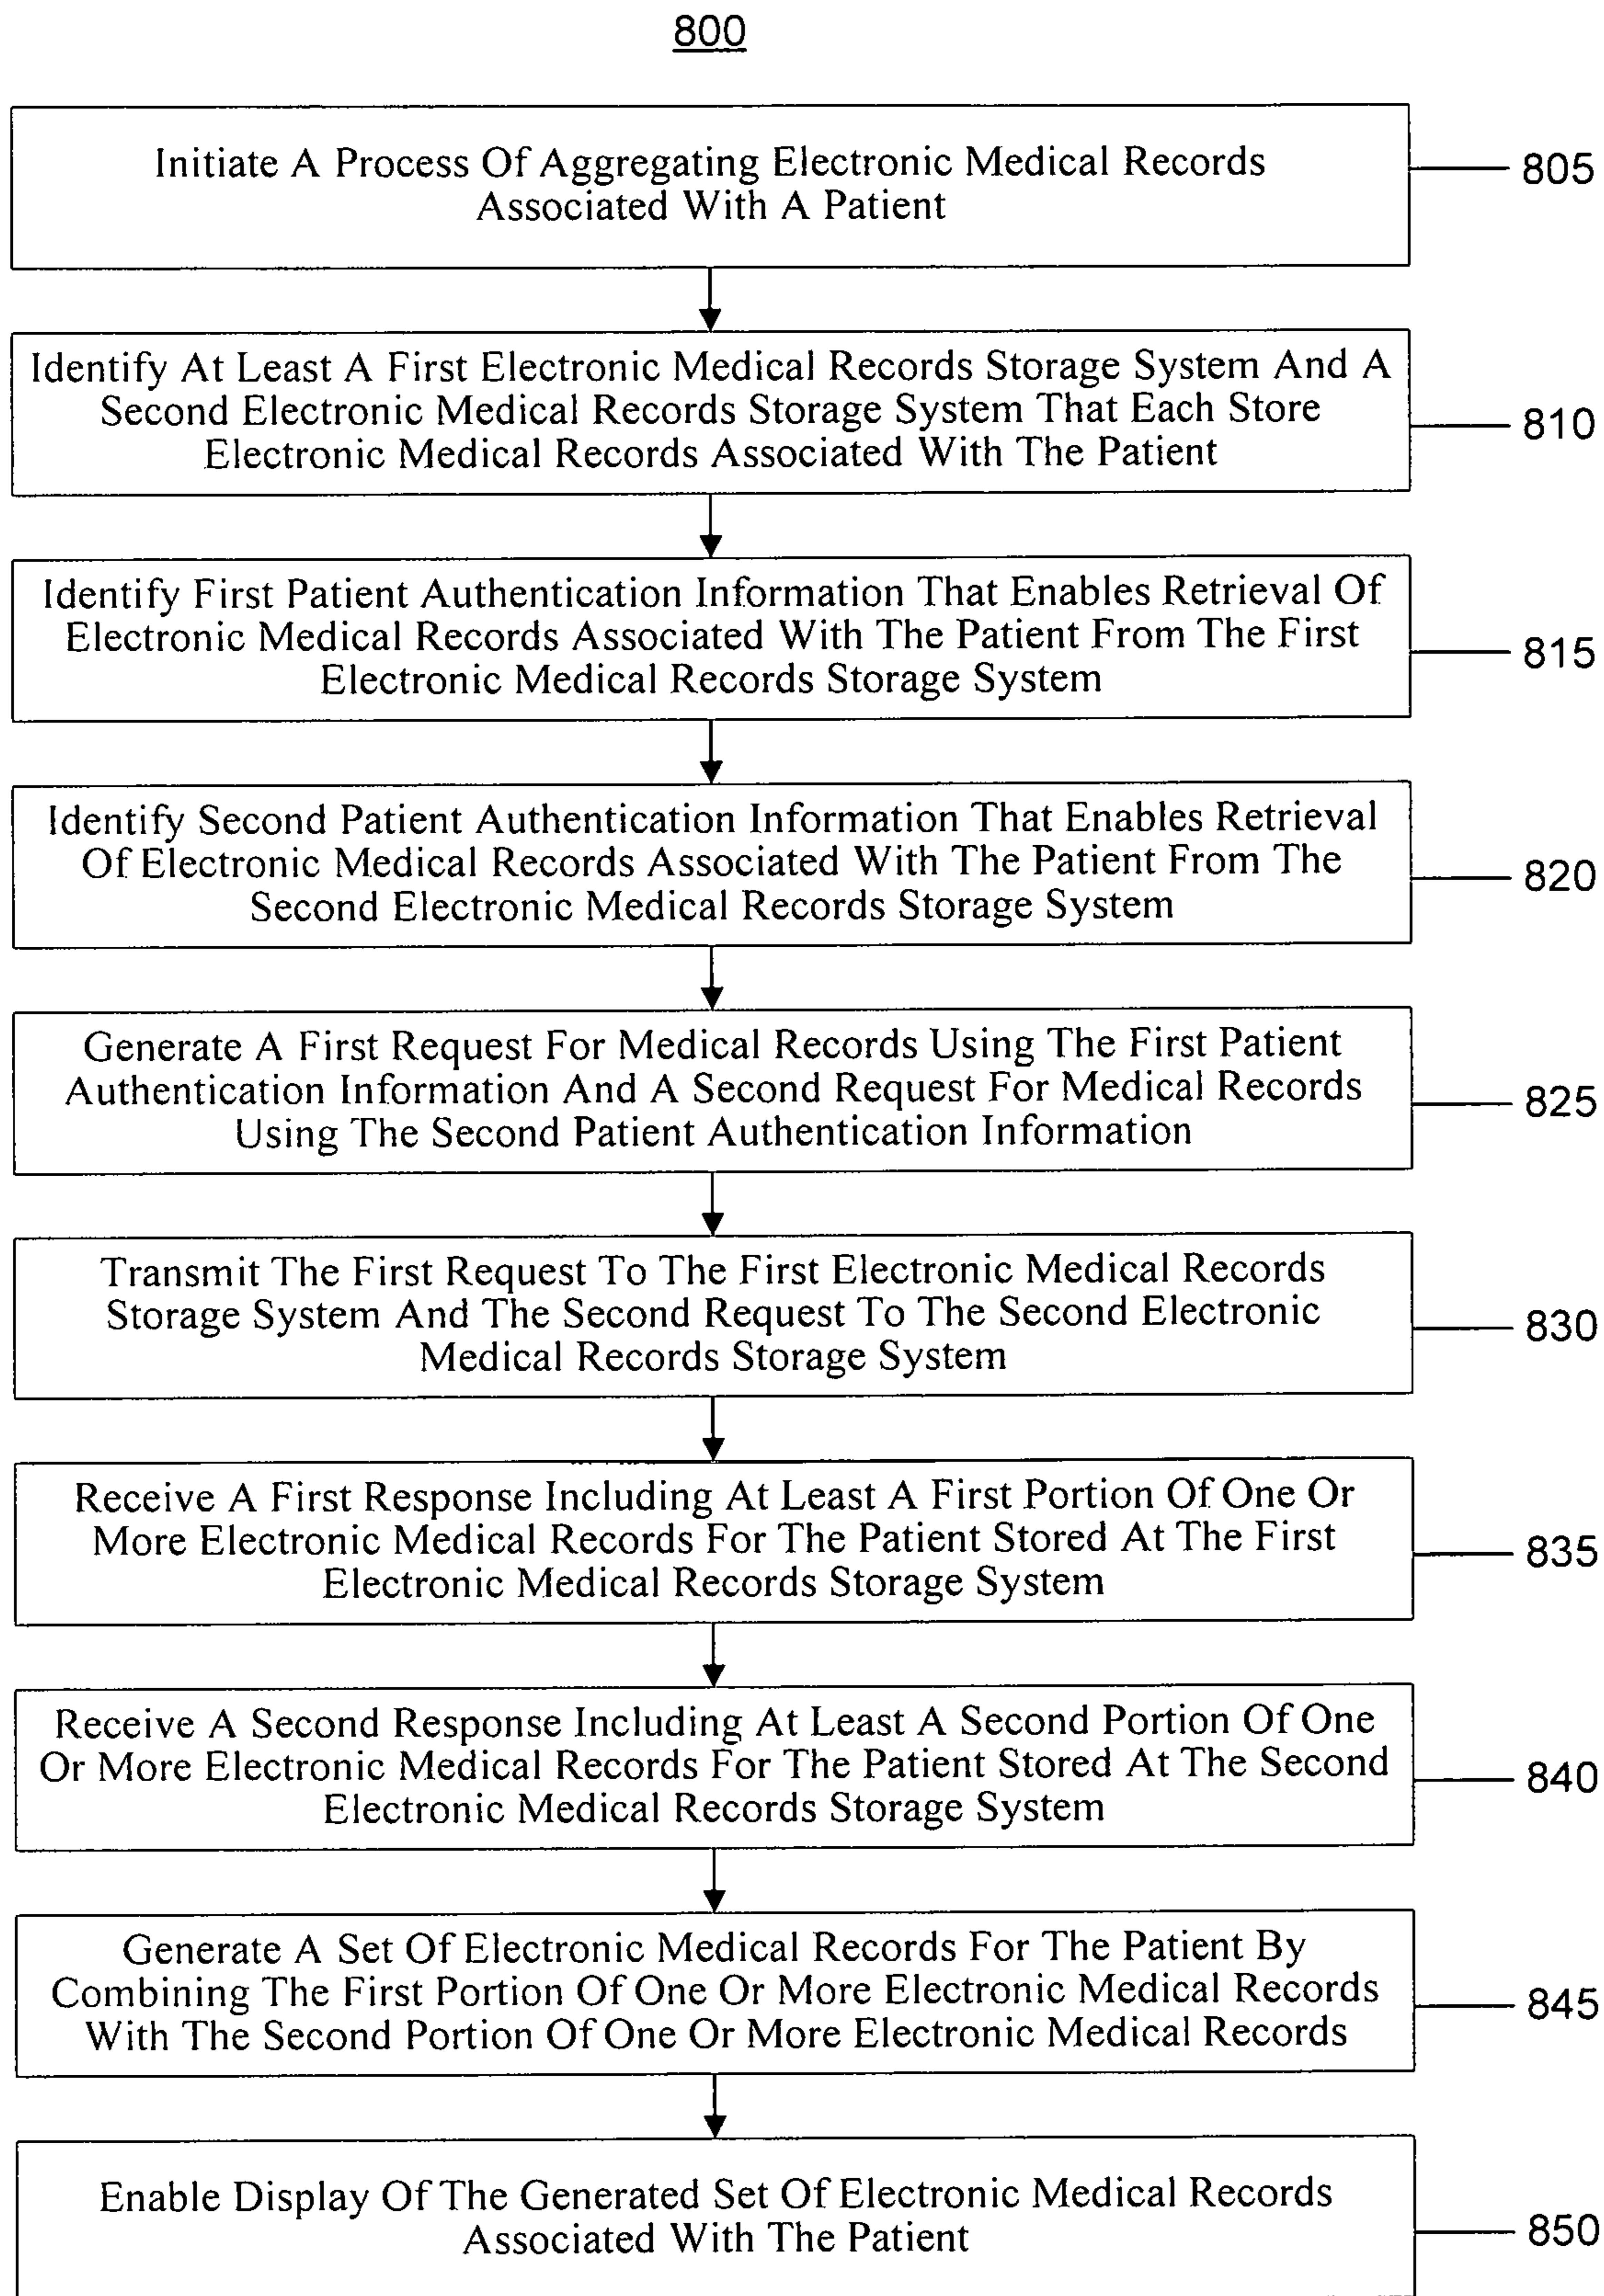 800
Initiate A Process Of Aggregating Electronic Medical Records
Associated With A Patient
805
Identify At Least A First Electronic Medical Records Storage System And A
Second Electronic Medical Records Storage System That Each Store
Electronic Medical Records Associated With The Patient
810
Identify First Patient Authentication Information That Enables Retrieval Of
Electronic Medical Records Associated With The Patient From The First
Electronic Medical Records Storage System
815
Identify Second Patient Authentication Information That Enables Retrieval
Of Electronic Medical Records Associated With The Patient From The
Second Electronic Medical Records Storage System
820
Generate A First Request For Medical Records Using The First Patient
Authentication Information And A Second Request For Medical Records
Using The Second Patient Authentication Information
825
Transmit The First Request To The First Electronic Medical Records
Storage System And The Second Request To The Second Electronic
Medical Records Storage System
830
Receive A First Response Including At Least A First Portion Of One Or
More Electronic Medical Records For The Patient Stored At The First
Electronic Medical Records Storage System
835
Receive A Second Response Including At Least A Second Portion Of One
Or More Electronic Medical Records For The Patient Stored At The Second
Electronic Medical Records Storage System
840
Generate A Set Of Electronic Medical Records For The Patient By
Combining The First Portion Of One Or More Electronic Medical Records
With The Second Portion Of One Or More Electronic Medical Records
845
Enable Display Of The Generated Set Of Electronic Medical Records
Associated With The Patient
850